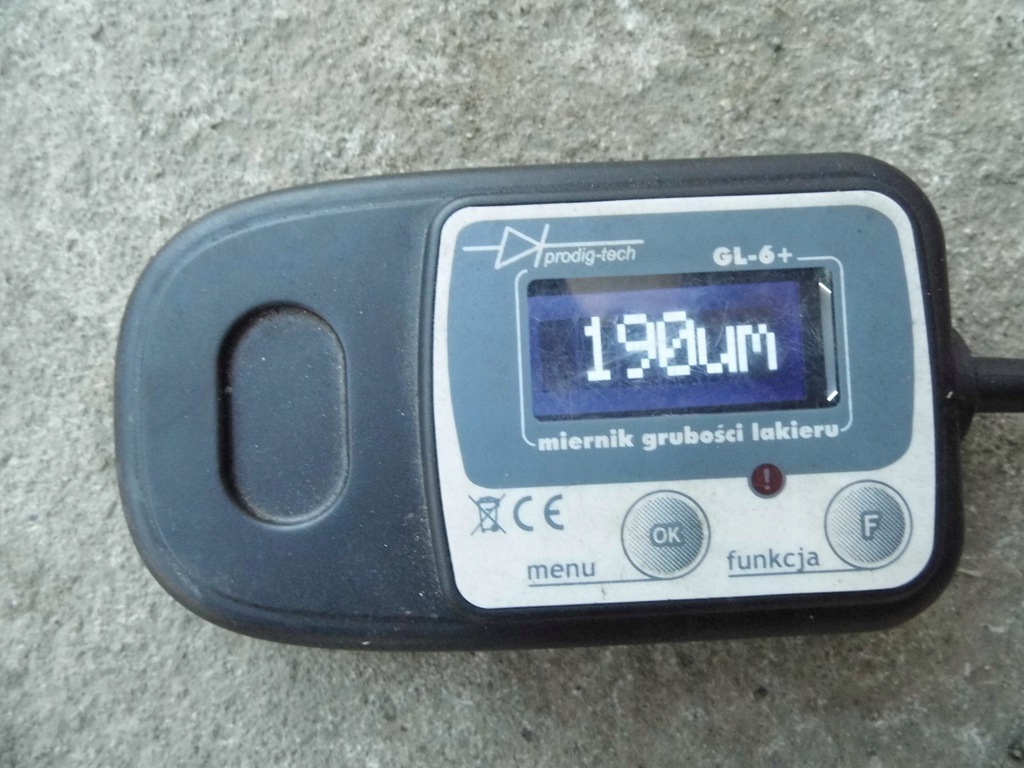 prodig-tech
GL-6+
190um
miernik grubości lakieru
!
CE
OK
F
menu
funkcja